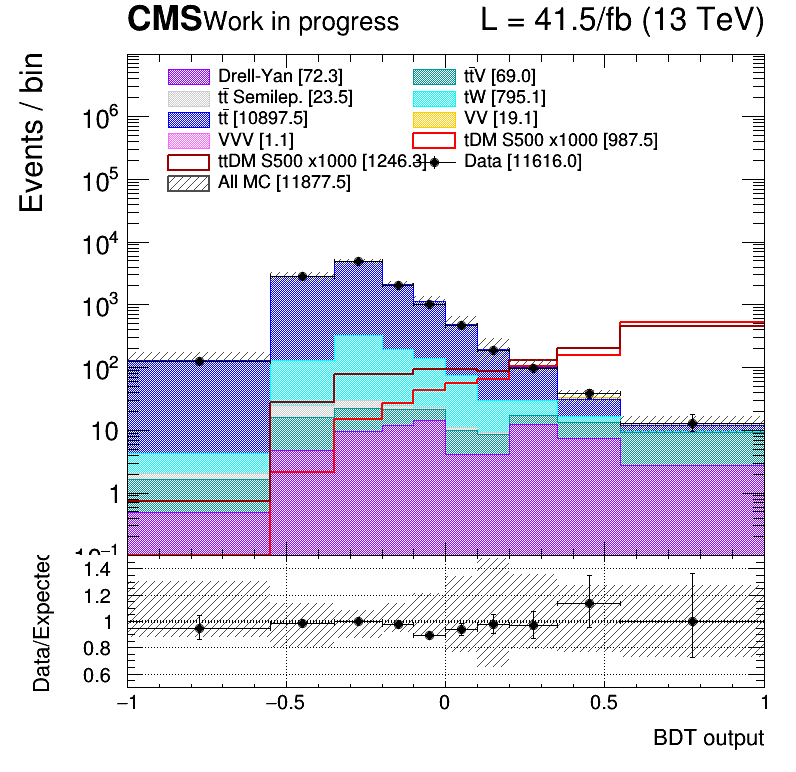 CMS Work in progress L = 41.5/fb (13 TeV)
Events / bin
Drell-Yan [72.3] tt̄V [69.0]
tt̄ Semilep. [23.5] tW [795.1]
tt̄ [10897.5] VV [19.1]
VVV [1.1] tDM S500 x1000 [987.5]
ttDM S500 x1000 [1246.3] Data [11616.0]
All MC [11877.5]
10⁶
10⁵
10⁴
10³
10²
10
1
10⁻¹
Data/Expected
1.4
1.2
1
0.8
0.6
−1 −0.5 0 0.5 1
BDT output